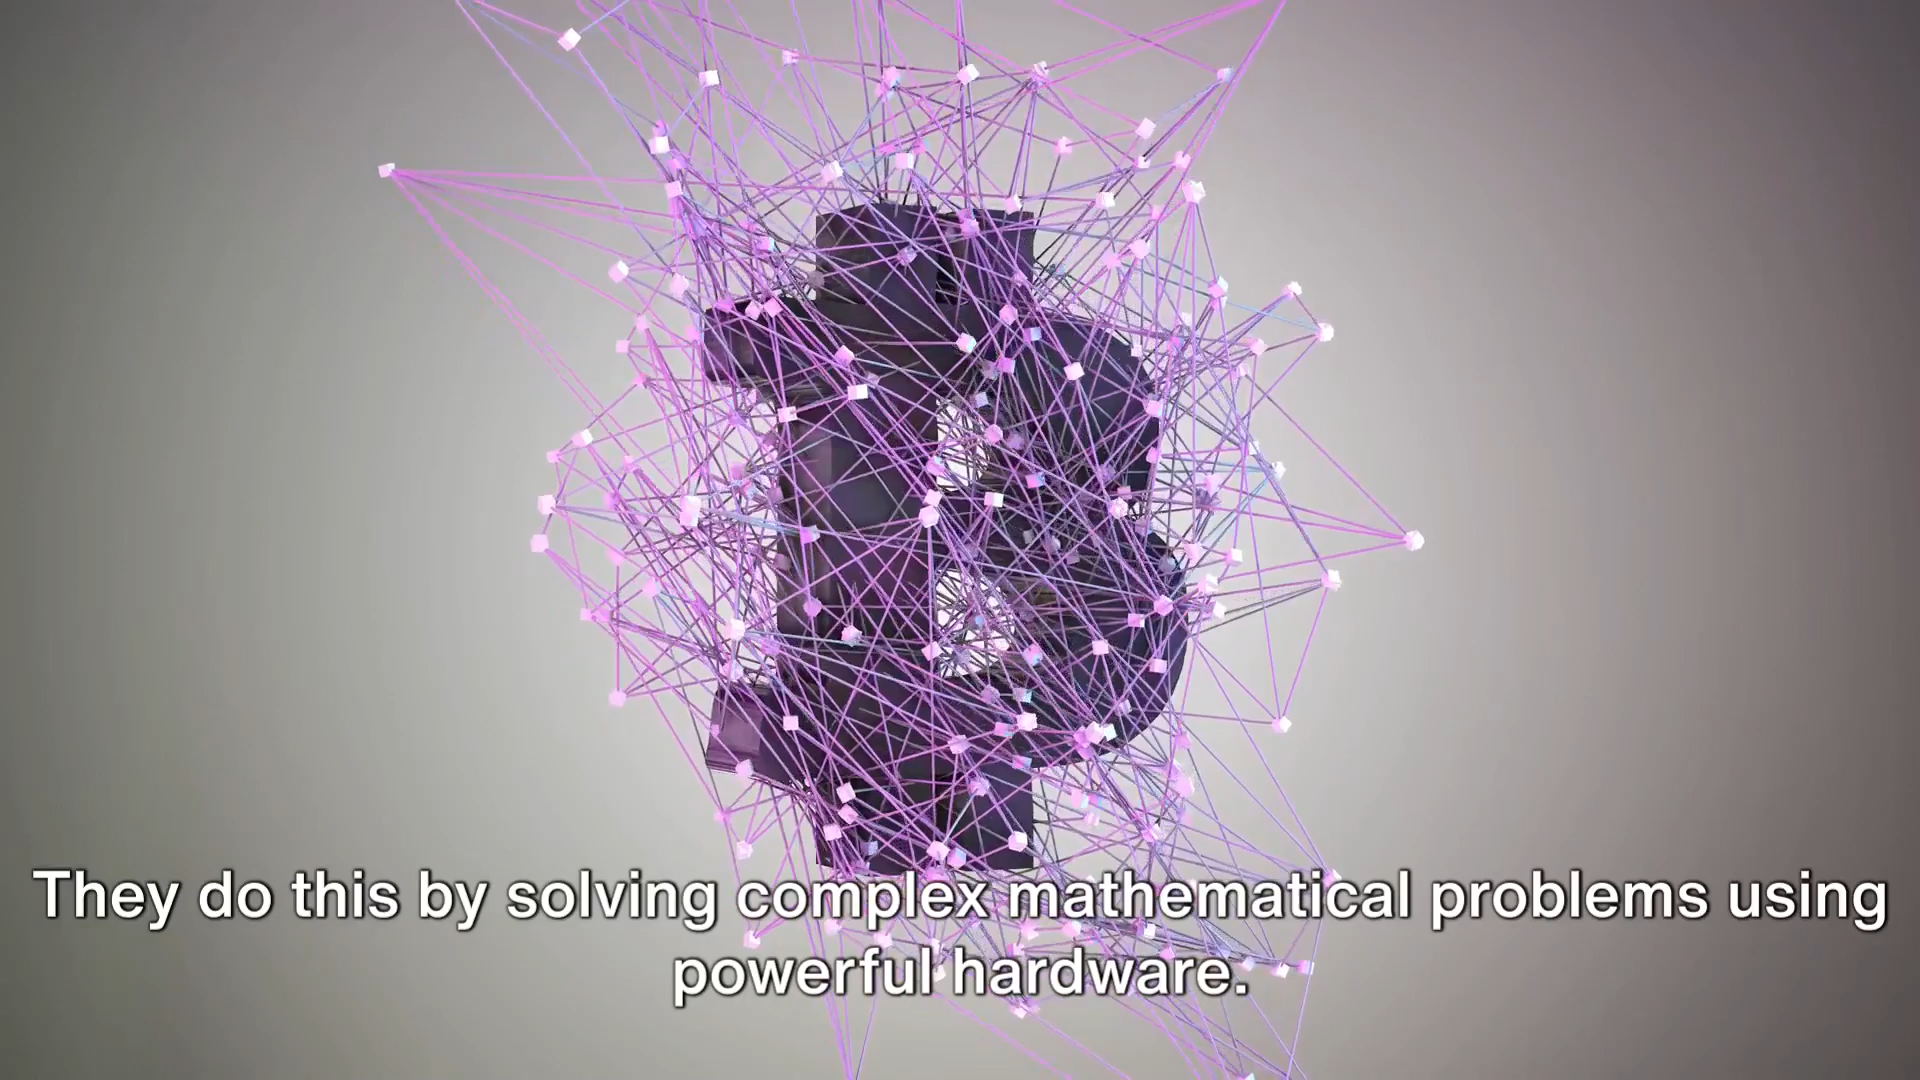 They do this by solving complex mathematical problems using
powerful hardware.